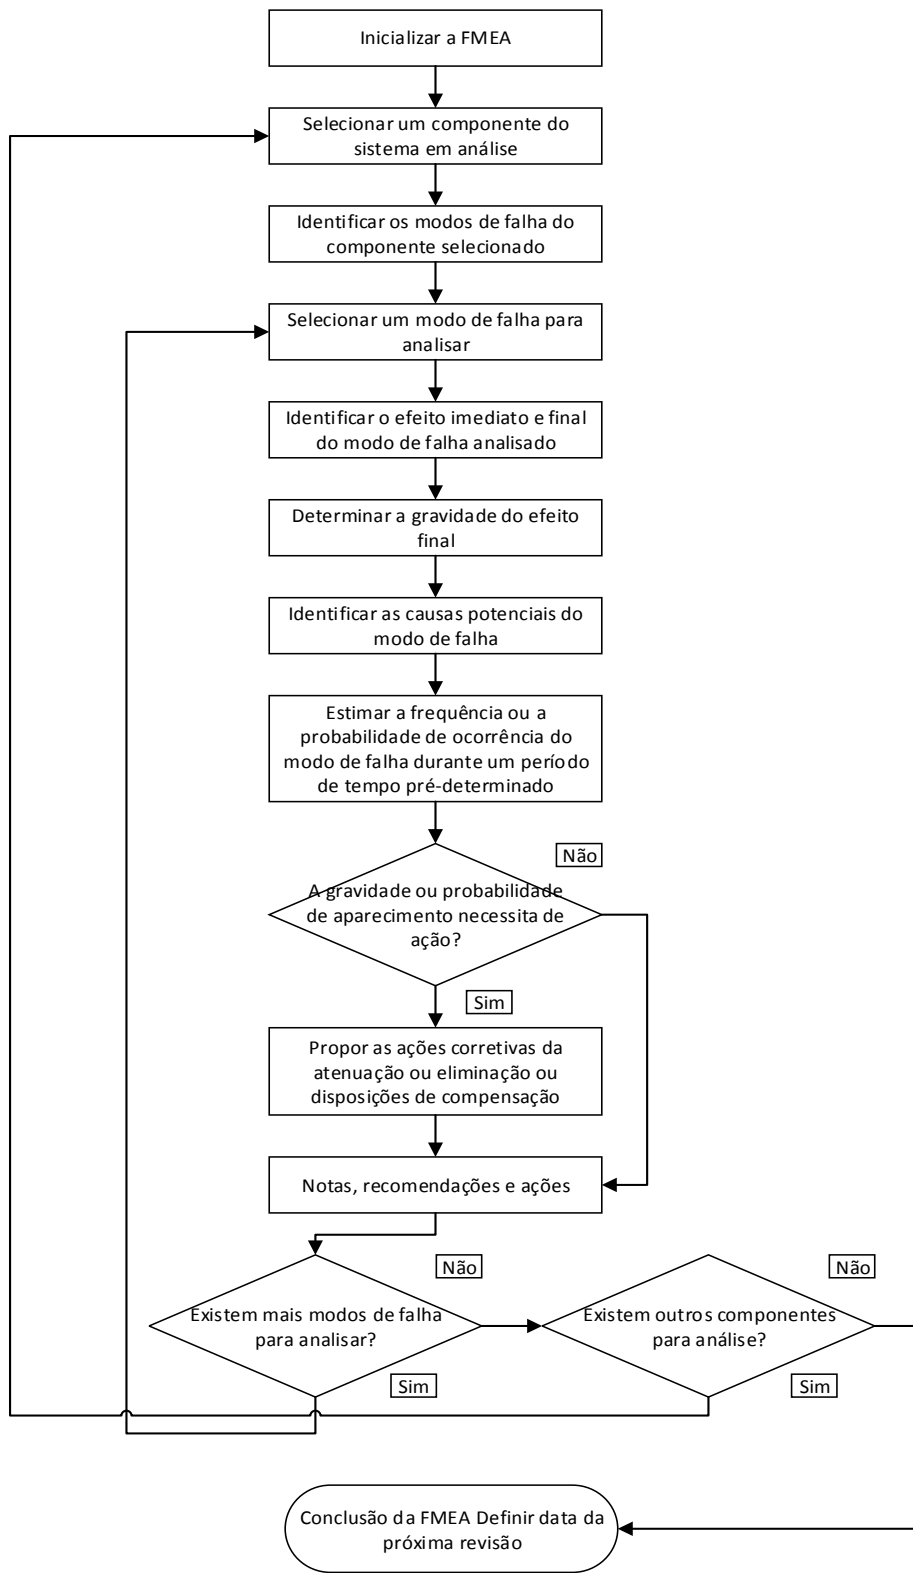 Inicializar a FMEA
Selecionar um componente do
sistema em análise
Identificar os modos de falha do
componente selecionado
Selecionar um modo de falha para
analisar
Identificar o efeito imediato e final
do modo de falha analisado
Determinar a gravidade do efeito
final
Identificar as causas potenciais do
modo de falha
Estimar a frequência ou a
probabilidade de ocorrência do
modo de falha durante um período
de tempo pré-determinado
Não
A gravidade ou probabilidade
de aparecimento necessita de
ação?
Sim
Propor as ações corretivas da
atenuação ou eliminação ou
disposições de compensação
Notas, recomendações e ações
Não
Existem mais modos de falha
para analisar?
Sim
Não
Existem outros componentes
para análise?
Sim
Conclusão da FMEA Definir data da
próxima revisão